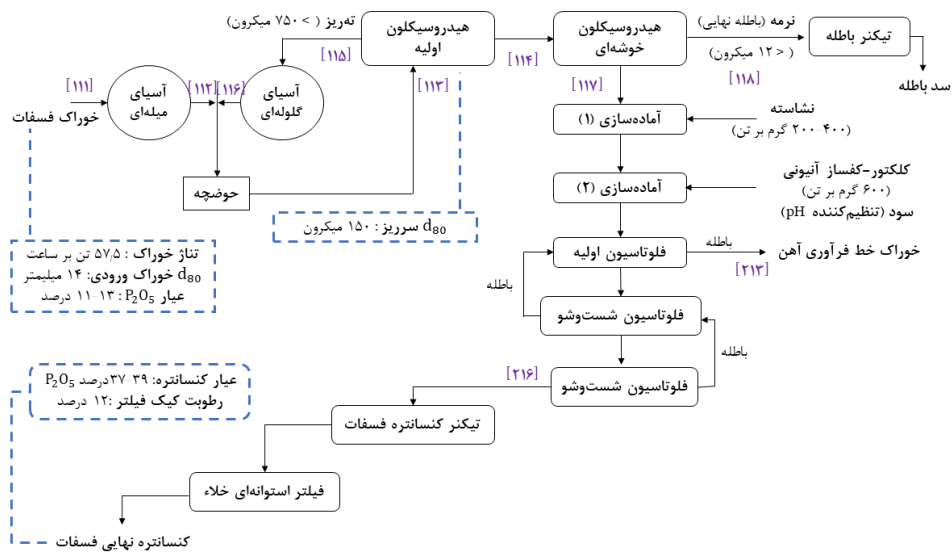 ته‌ریز ( > ۷۵۰ میکرون)
هیدروسیکلون
اولیه
هیدروسیکلون
خوشه‌ای
نرمه (باطله نهایی)
( < ۱۲ میکرون)
تیکنر باطله
سد باطله
[۱۱۵]
[۱۱۴]
[۱۱۸]
[۱۱۱]
[۱۱۲]
[۱۱۶]
[۱۱۳]
[۱۱۷]
خوراک فسفات
آسیای
میله‌ای
آسیای
گلوله‌ای
حوضچه
آماده‌سازی (۱)
نشاسته
(۲۰۰-۴۰۰ گرم بر تن)
آماده‌سازی (۲)
کلکتور-کفساز آنیونی
(۶۰۰ گرم بر تن)
سود (تنظیم‌کننده pH)
d₈₀ سرریز : ۱۵۰ میکرون
تناژ خوراک : ۵۷٫۵ تن بر ساعت
d₈₀ خوراک ورودی: ۱۴ میلیمتر
عیار P₂O₅ : ۱۱-۱۳ درصد
فلوتاسیون اولیه
باطله
[۲۱۳]
خوراک خط فرآوری آهن
باطله
فلوتاسیون شست‌وشو
باطله
فلوتاسیون شست‌وشو
[۲۱۶]
عیار کنسانتره: ۳۷-۳۹درصد P₂O₅
رطوبت کیک فیلتر :۱۲ درصد
تیکنر کنسانتره فسفات
فیلتر استوانه‌ای خلاء
کنسانتره نهایی فسفات